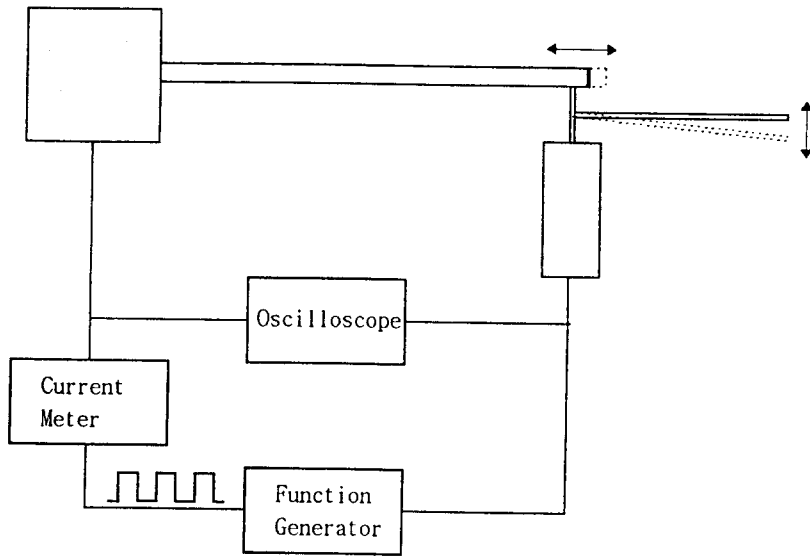 Oscilloscope
Current
Meter
Function
Generator